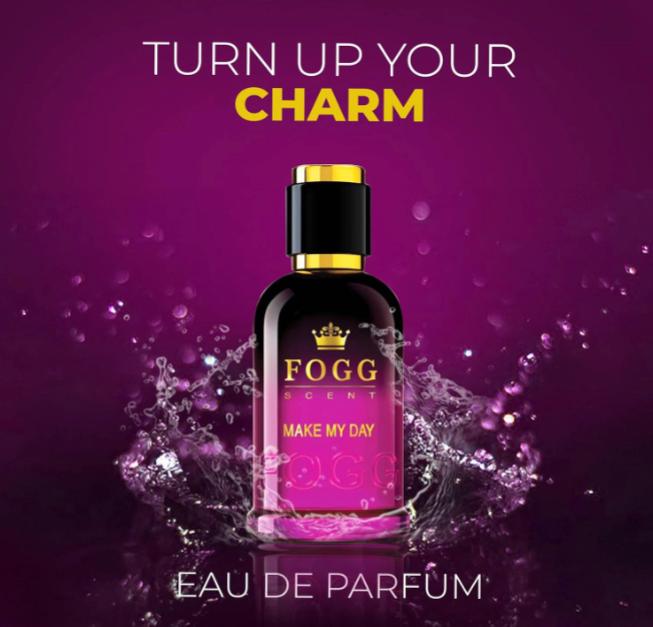 TURN UP YOUR
CHARM
FOGG
SCENT
MAKE MY DAY
FOGG
EAU DE PARFUM